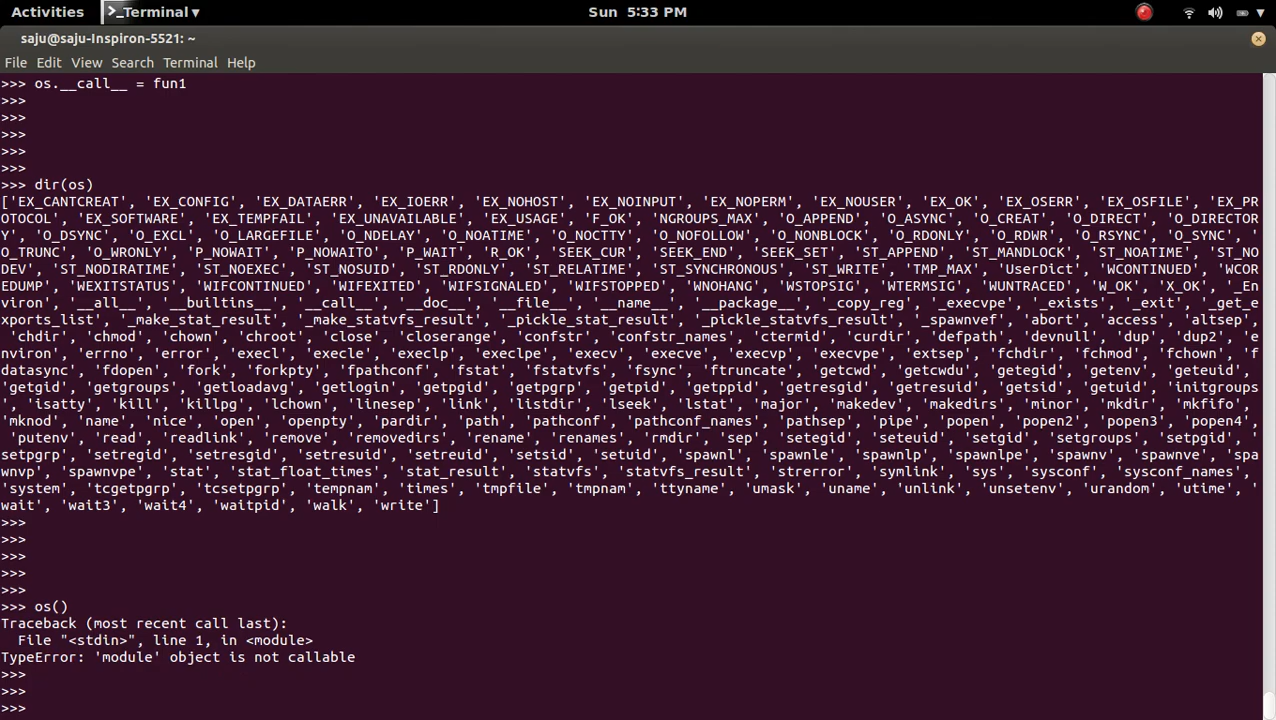 Activities Terminal ▾ Sun 5:33 PM
saju@saju-Inspiron-5521: ~
File Edit View Search Terminal Help
>>> os.__call__ = fun1
>>>
>>>
>>>
>>>
>>>
>>> dir(os)
['EX_CANTCREAT', 'EX_CONFIG', 'EX_DATAERR', 'EX_IOERR', 'EX_NOHOST', 'EX_NOINPUT', 'EX_NOPERM', 'EX_NOUSER', 'EX_OK', 'EX_OSERR', 'EX_OSFILE', 'EX_PR
OTOCOL', 'EX_SOFTWARE', 'EX_TEMPFAIL', 'EX_UNAVAILABLE', 'EX_USAGE', 'F_OK', 'NGROUPS_MAX', 'O_APPEND', 'O_ASYNC', 'O_CREAT', 'O_DIRECT', 'O_DIRECTOR
Y', 'O_DSYNC', 'O_EXCL', 'O_LARGEFILE', 'O_NDELAY', 'O_NOATIME', 'O_NOCTTY', 'O_NOFOLLOW', 'O_NONBLOCK', 'O_RDONLY', 'O_RDWR', 'O_RSYNC', 'O_SYNC', '
O_TRUNC', 'O_WRONLY', 'P_NOWAIT', 'P_NOWAITO', 'P_WAIT', 'R_OK', 'SEEK_CUR', 'SEEK_END', 'SEEK_SET', 'ST_APPEND', 'ST_MANDLOCK', 'ST_NOATIME', 'ST_NO
DEV', 'ST_NODIRATIME', 'ST_NOEXEC', 'ST_NOSUID', 'ST_RDONLY', 'ST_RELATIME', 'ST_SYNCHRONOUS', 'ST_WRITE', 'TMP_MAX', 'UserDict', 'WCONTINUED', 'WCOR
EDUMP', 'WEXITSTATUS', 'WIFCONTINUED', 'WIFEXITED', 'WIFSIGNALED', 'WIFSTOPPED', 'WNOHANG', 'WSTOPSIG', 'WTERMSIG', 'WUNTRACED', 'W_OK', 'X_OK', '_En
viron', '__all__', '__builtins__', '__call__', '__doc__', '__file__', '__name__', '__package__', '_copy_reg', '_execvpe', '_exists', '_exit', '_get_e
xports_list', '_make_stat_result', '_make_statvfs_result', '_pickle_stat_result', '_pickle_statvfs_result', '_spawnvef', 'abort', 'access', 'altsep',
 'chdir', 'chmod', 'chown', 'chroot', 'close', 'closerange', 'confstr', 'confstr_names', 'ctermid', 'curdir', 'defpath', 'devnull', 'dup', 'dup2', 'e
nviron', 'errno', 'error', 'execl', 'execle', 'execlp', 'execlpe', 'execv', 'execve', 'execvp', 'execvpe', 'extsep', 'fchdir', 'fchmod', 'fchown', 'f
datasync', 'fdopen', 'fork', 'forkpty', 'fpathconf', 'fstat', 'fstatvfs', 'fsync', 'ftruncate', 'getcwd', 'getcwdu', 'getegid', 'getenv', 'geteuid',
'getgid', 'getgroups', 'getloadavg', 'getlogin', 'getpgid', 'getpgrp', 'getpid', 'getppid', 'getresgid', 'getresuid', 'getsid', 'getuid', 'initgroups
', 'isatty', 'kill', 'killpg', 'lchown', 'linesep', 'link', 'listdir', 'lseek', 'lstat', 'major', 'makedev', 'makedirs', 'minor', 'mkdir', 'mkfifo',
'mknod', 'name', 'nice', 'open', 'openpty', 'pardir', 'path', 'pathconf', 'pathconf_names', 'pathsep', 'pipe', 'popen', 'popen2', 'popen3', 'popen4',
 'putenv', 'read', 'readlink', 'remove', 'removedirs', 'rename', 'renames', 'rmdir', 'sep', 'setegid', 'seteuid', 'setgid', 'setgroups', 'setpgid', '
setpgrp', 'setregid', 'setresgid', 'setresuid', 'setreuid', 'setsid', 'setuid', 'spawnl', 'spawnle', 'spawnlp', 'spawnlpe', 'spawnv', 'spawnve', 'spa
wnvp', 'spawnvpe', 'stat', 'stat_float_times', 'stat_result', 'statvfs', 'statvfs_result', 'strerror', 'symlink', 'sys', 'sysconf', 'sysconf_names',
'system', 'tcgetpgrp', 'tcsetpgrp', 'tempnam', 'times', 'tmpfile', 'tmpnam', 'ttyname', 'umask', 'uname', 'unlink', 'unsetenv', 'urandom', 'utime', '
wait', 'wait3', 'wait4', 'waitpid', 'walk', 'write']
>>>
>>>
>>>
>>>
>>>
>>> os()
Traceback (most recent call last):
  File "<stdin>", line 1, in <module>
TypeError: 'module' object is not callable
>>>
>>>
>>>